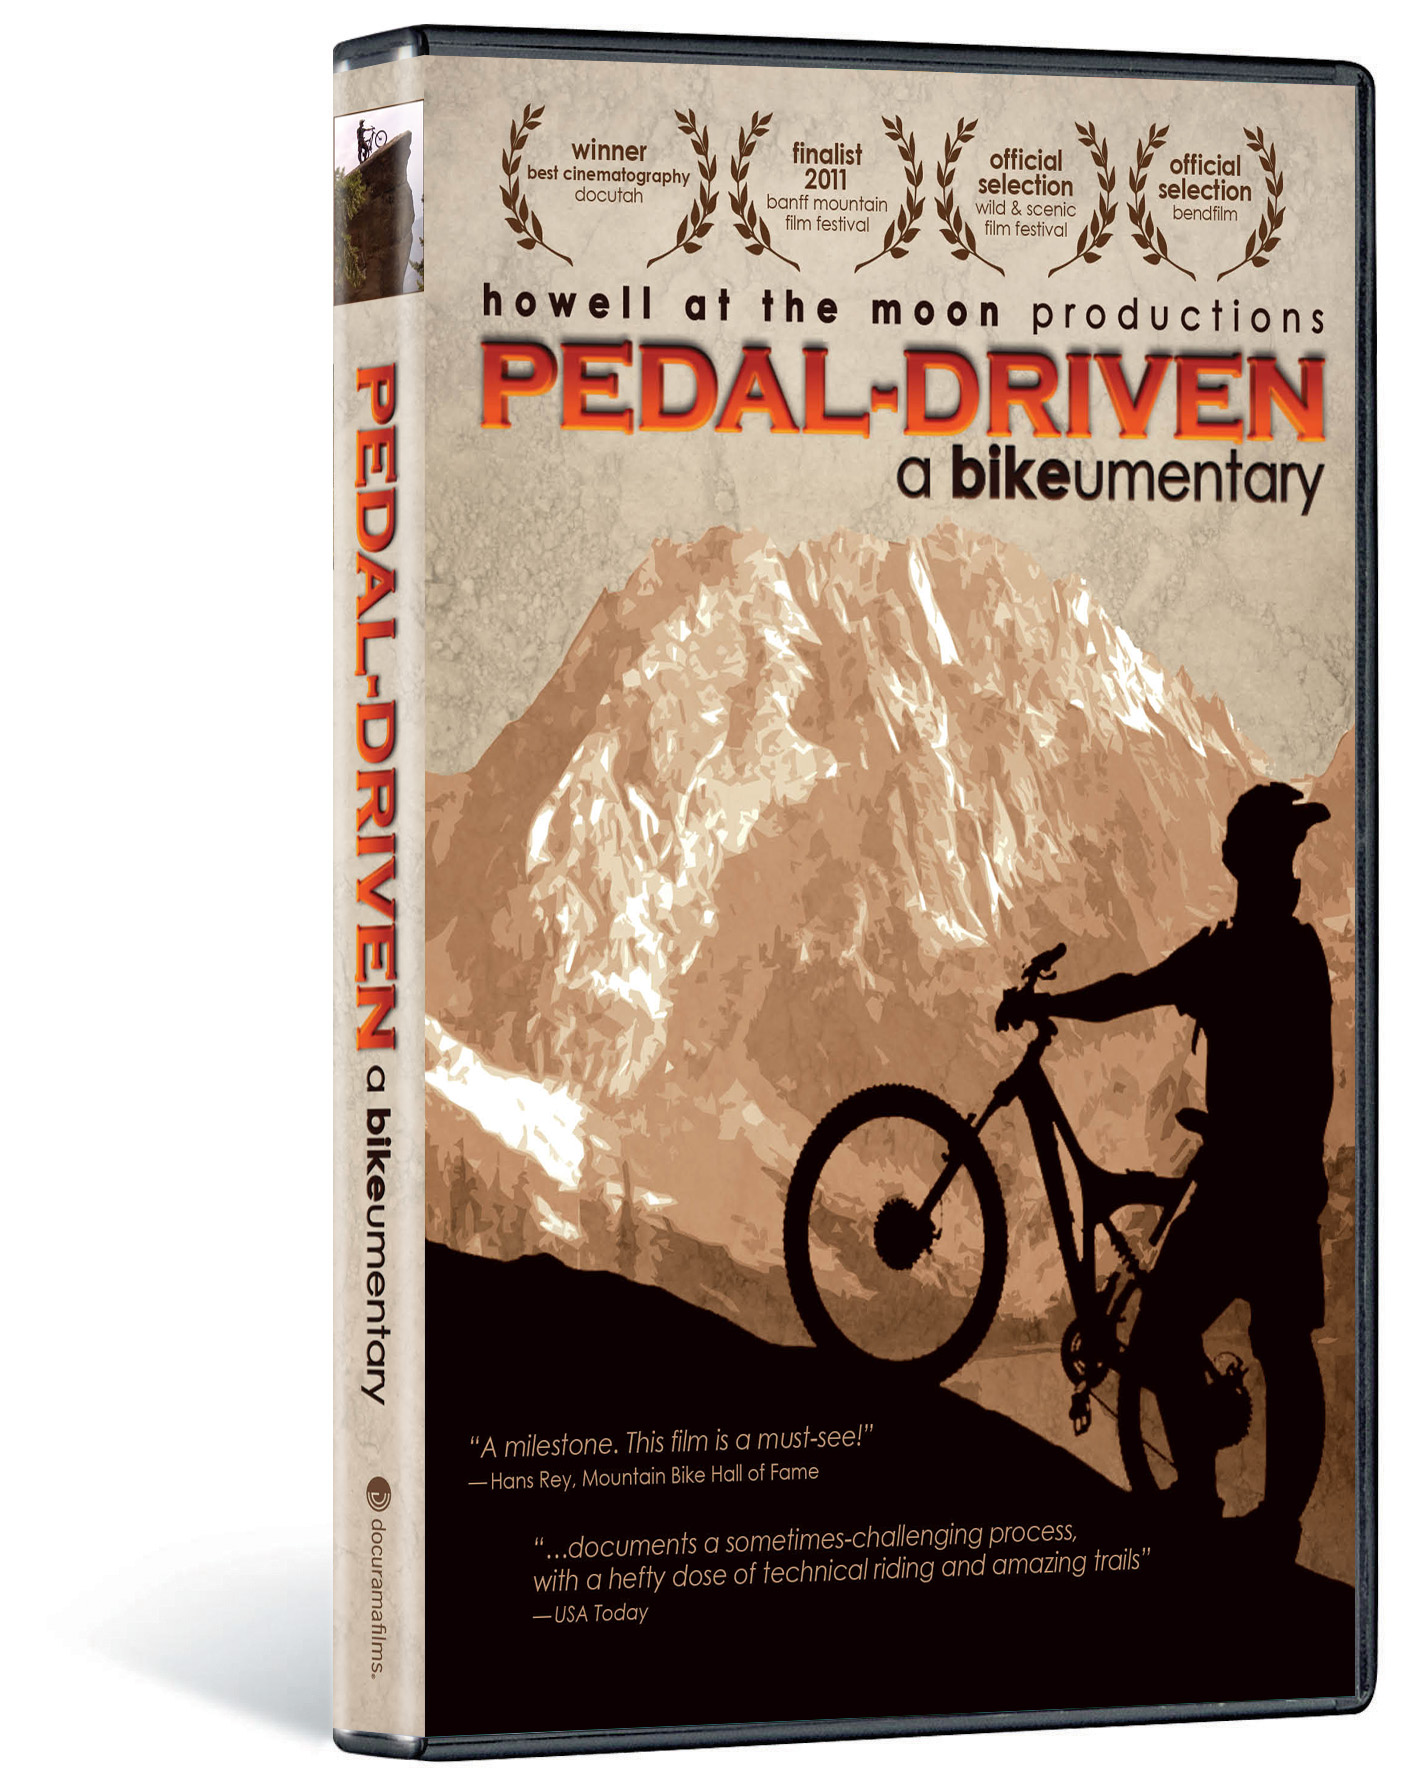 winner
best cinematography
docutah
finalist
2011
banff mountain
film festival
official
selection
wild & scenic
film festival
official
selection
bendfilm
howell at the moon productions
PEDAL-DRIVEN
a bikeumentary
“A milestone. This film is a must-see!”
—Hans Rey, Mountain Bike Hall of Fame
“...documents a sometimes-challenging process,
with a hefty dose of technical riding and amazing trails”
—USA Today
PEDAL-DRIVEN a bikeumentary
docuramafilms®